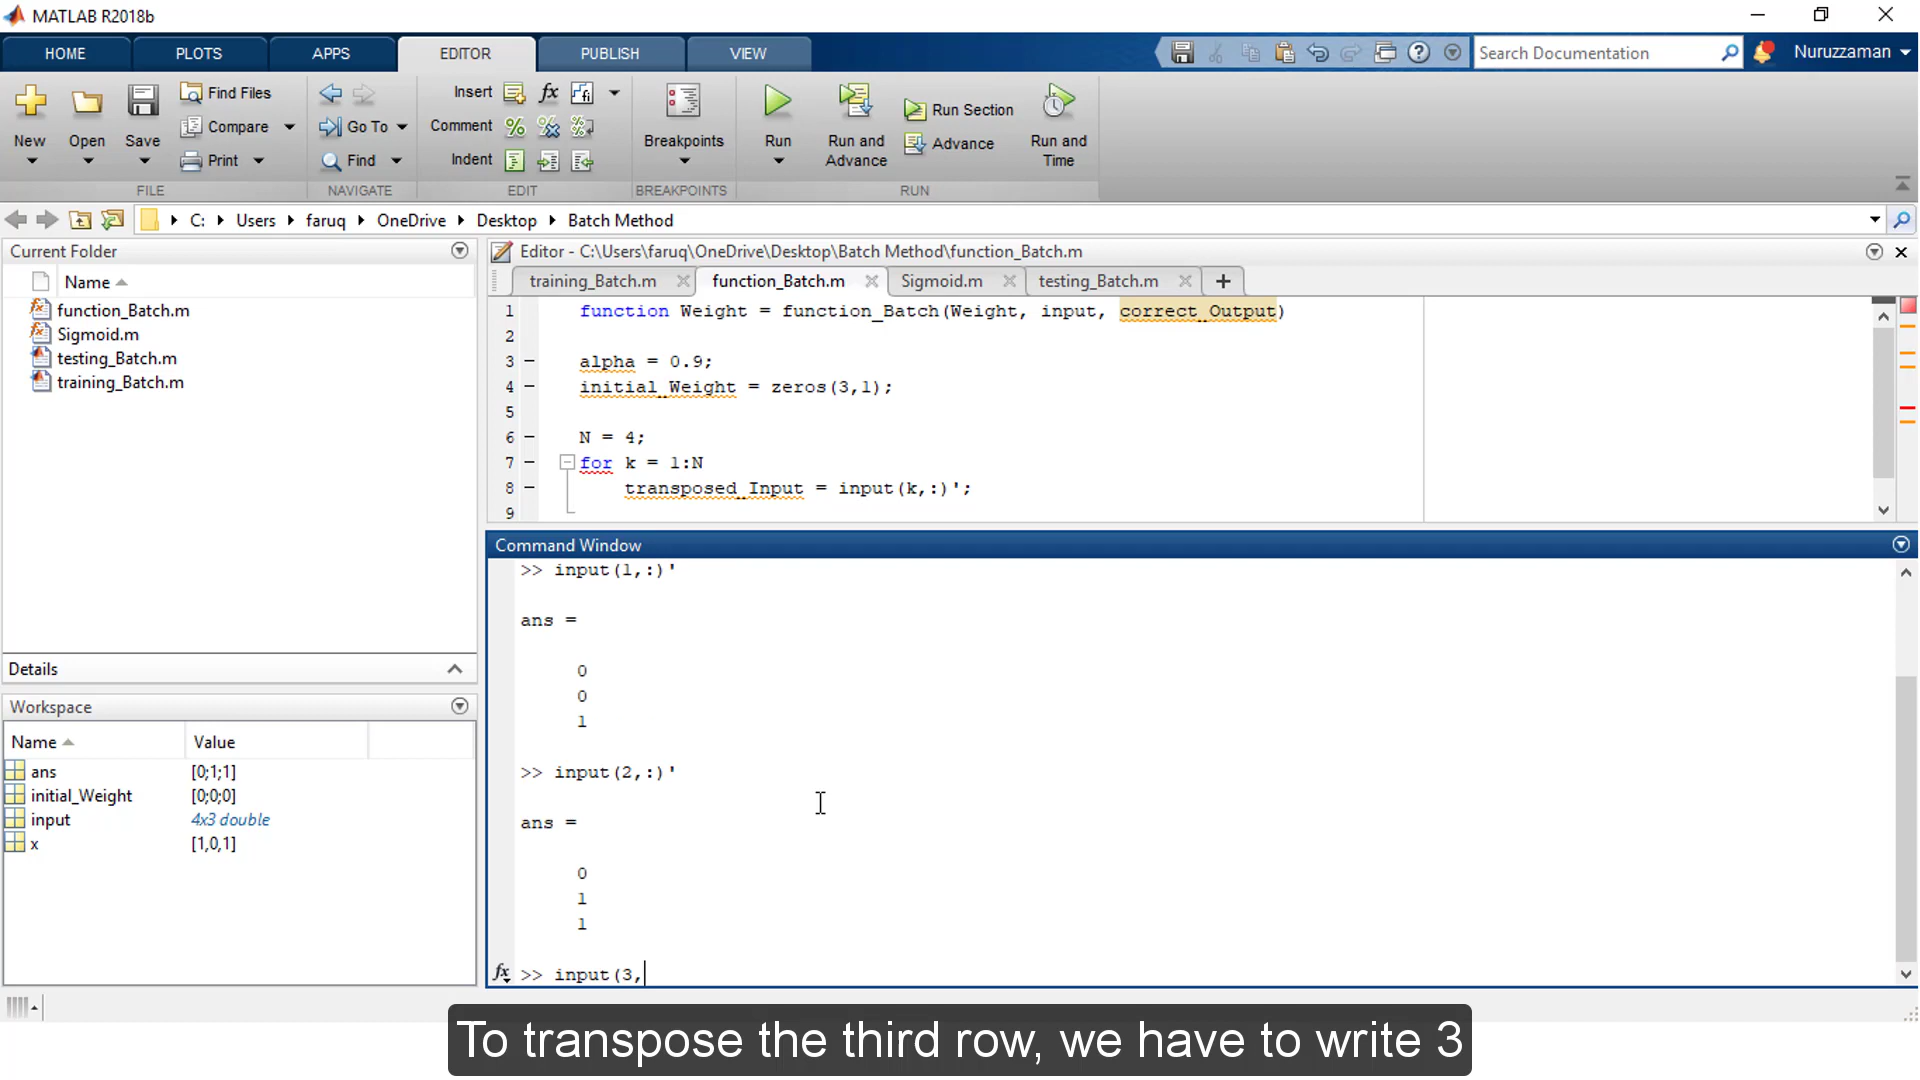 MATLAB R2018b
HOME PLOTS APPS EDITOR PUBLISH VIEW Search Documentation Nuruzzaman
New Open Save Find Files Compare Print Go To Find Insert fx Comment Indent Breakpoints Run Run and Advance Run Section Advance Run and Time
FILE NAVIGATE EDIT BREAKPOINTS RUN
C: Users faruq OneDrive Desktop Batch Method
Current Folder
Name
function_Batch.m
Sigmoid.m
testing_Batch.m
training_Batch.m
Details
Workspace
Name Value
ans [0;1;1]
initial_Weight [0;0;0]
input 4x3 double
x [1,0,1]
Editor - C:\Users\faruq\OneDrive\Desktop\Batch Method\function_Batch.m
training_Batch.m function_Batch.m Sigmoid.m testing_Batch.m +
1 function Weight = function_Batch(Weight, input, correct_Output)
2
3 alpha = 0.9;
4 initial_Weight = zeros(3,1);
5
6 N = 4;
7 for k = 1:N
8 transposed_Input = input(k,:)';
9
Command Window
>> input(1,:)'
ans =
0
0
1
>> input(2,:)'
ans =
0
1
1
fx >> input(3,
To transpose the third row, we have to write 3